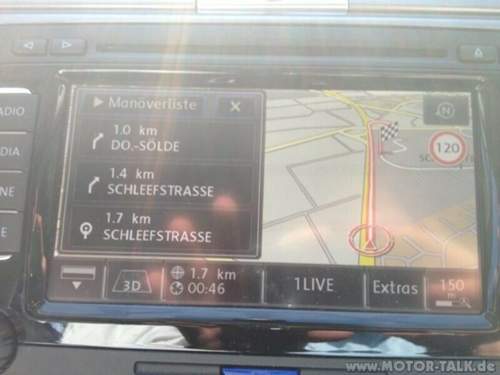 Manöverliste
1.0 km
DO.-SÖLDE
1.4 km
SCHLEEFSTRASSE
1.7 km
SCHLEEFSTRASSE
N
120
ADIO
DIA
NE
E
3D
1.7 km
00:46
1LIVE
Extras
150
m
www.MOTOR-TALK.de